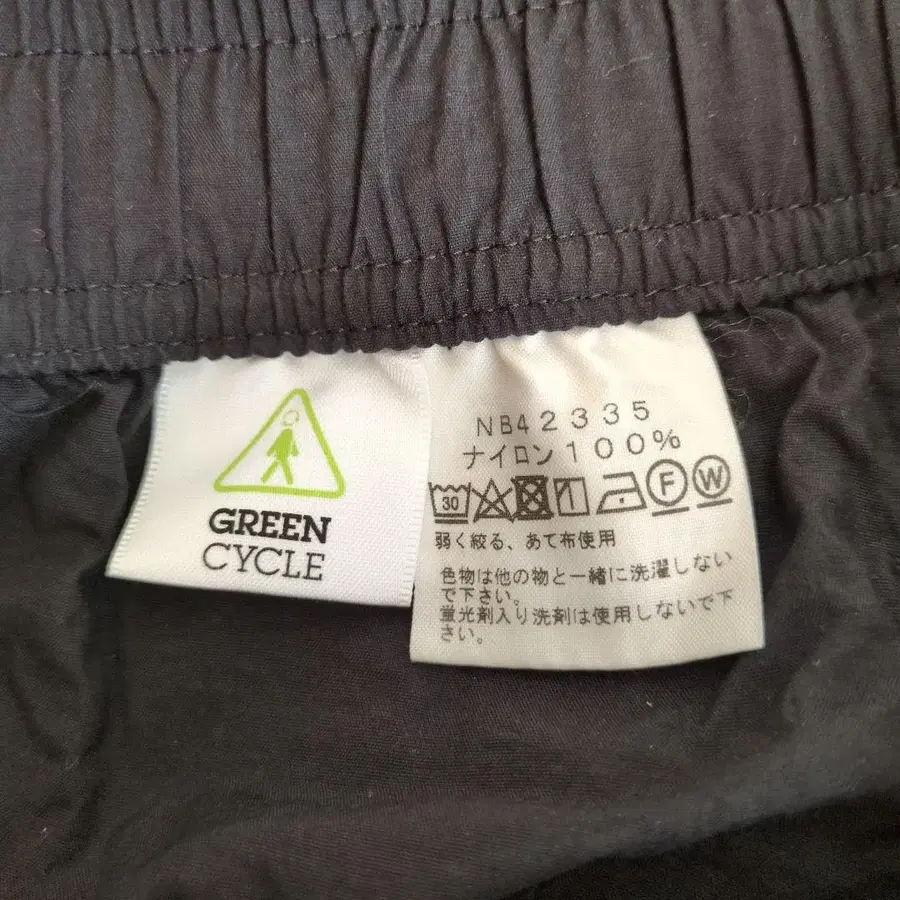 GREEN
CYCLE
NB42335
ナイロン100%
30 F W
弱く絞る、あて布使用
色物は他の物と一緒に洗濯しない
で下さい。
蛍光剤入り洗剤は使用しないで下
さい。